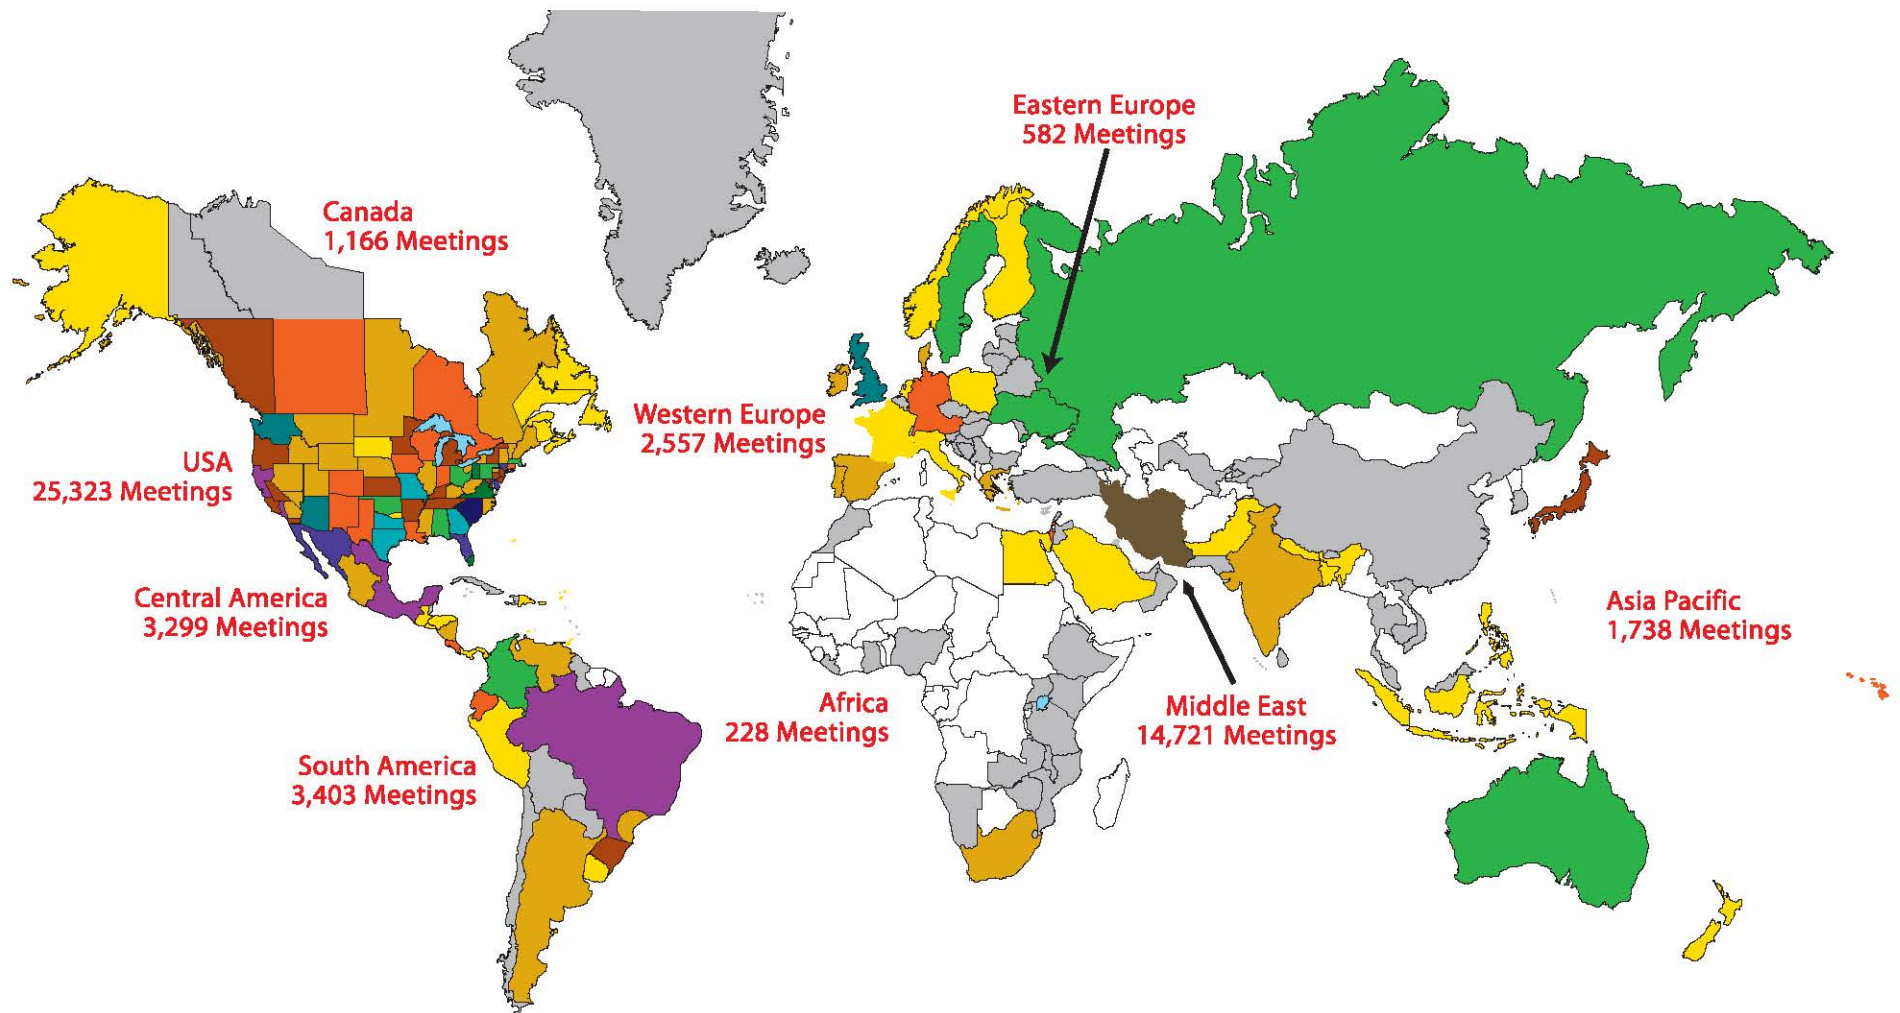 Eastern Europe
582 Meetings
Canada
1,166 Meetings
Western Europe
2,557 Meetings
USA
25,323 Meetings
Central America
3,299 Meetings
Asia Pacific
1,738 Meetings
Africa
228 Meetings
Middle East
14,721 Meetings
South America
3,403 Meetings